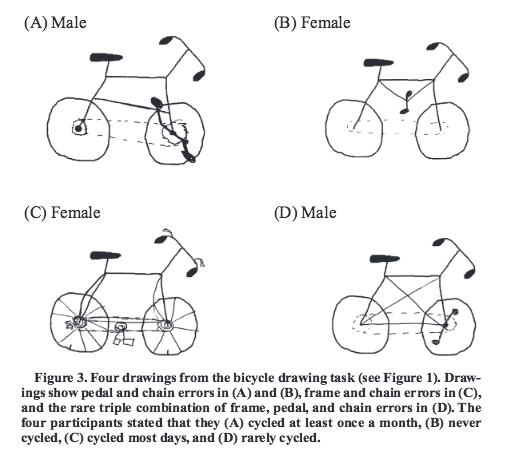 (A) Male
(B) Female
(C) Female
(D) Male
Figure 3. Four drawings from the bicycle drawing task (see Figure 1). Draw-
ings show pedal and chain errors in (A) and (B), frame and chain errors in (C),
and the rare triple combination of frame, pedal, and chain errors in (D). The
four participants stated that they (A) cycled at least once a month, (B) never
cycled, (C) cycled most days, and (D) rarely cycled.